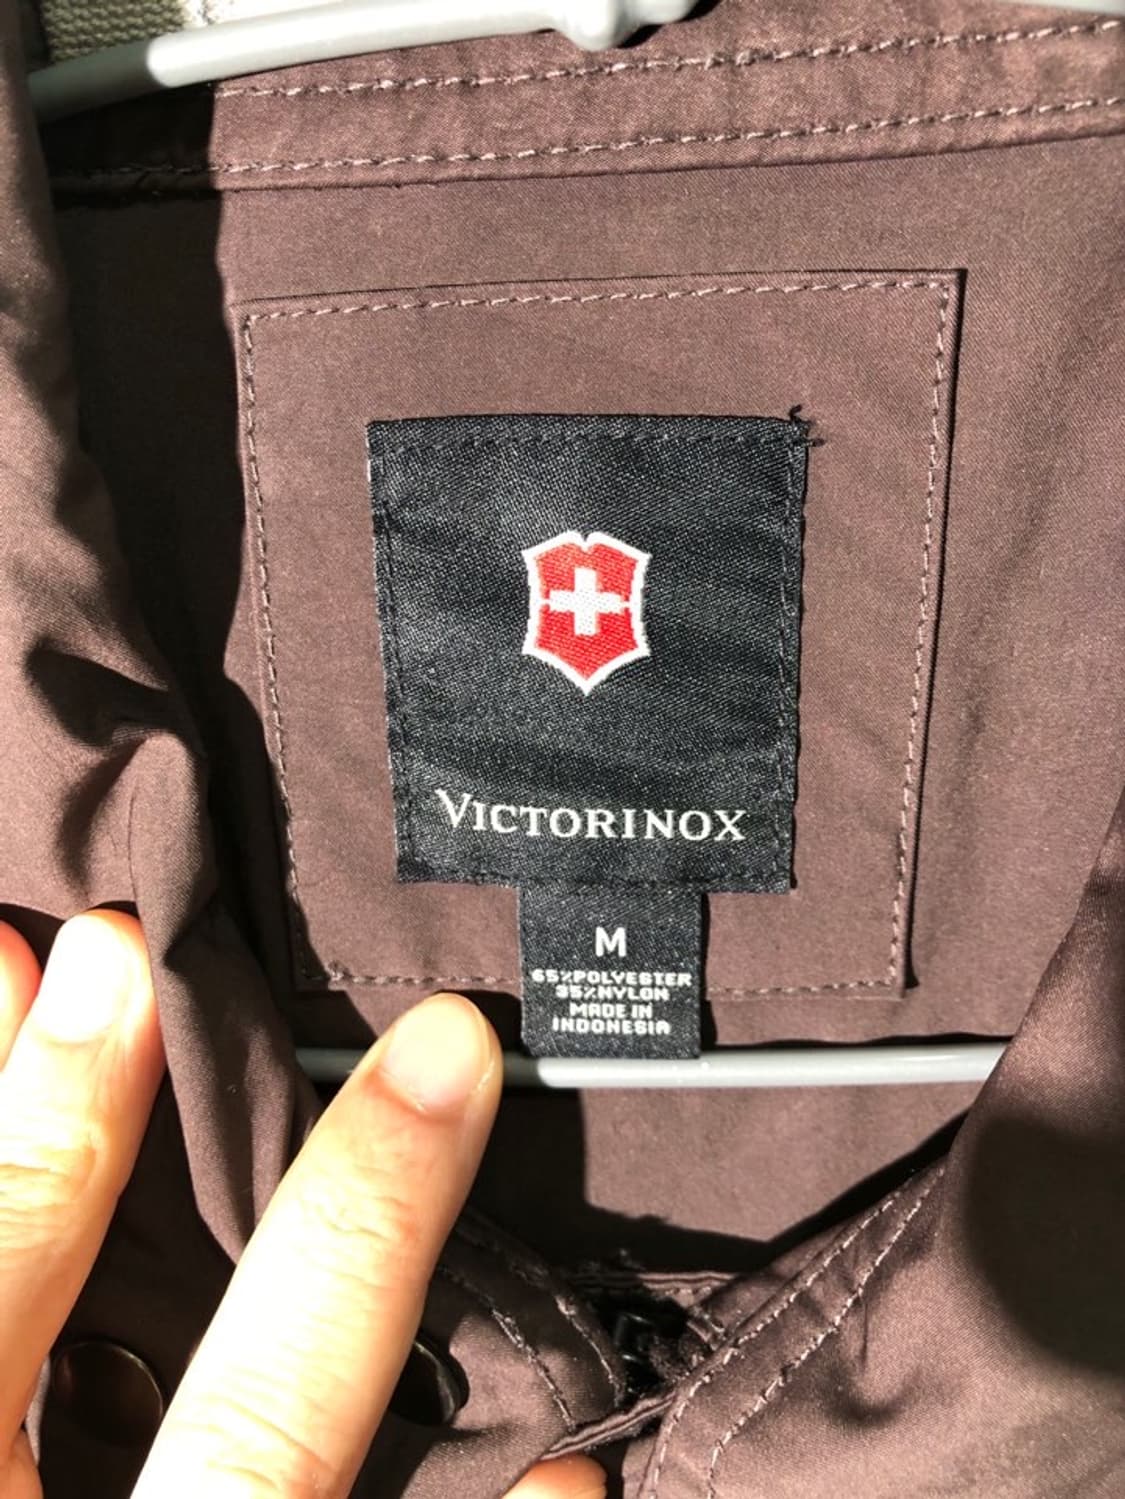 VICTORINOX
M
65%POLYESTER
35%NYLON
MADE IN
INDONESIA